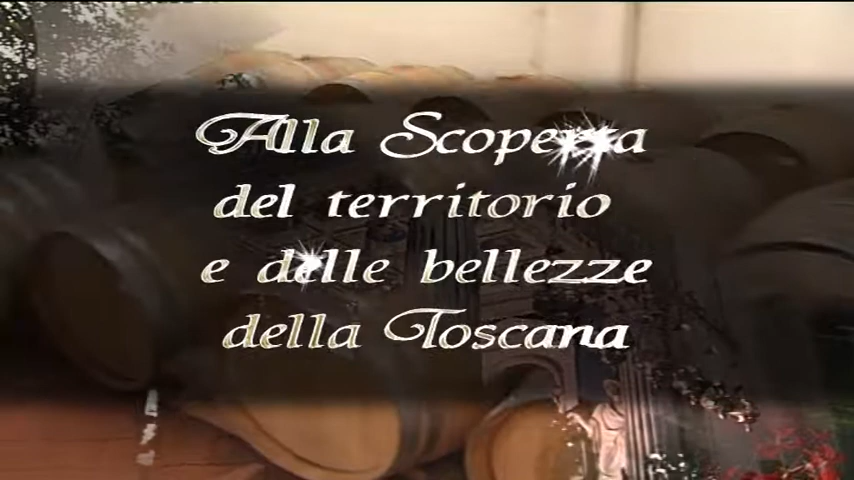 Alla Scoperta
del territorio
e delle bellezze
della Toscana